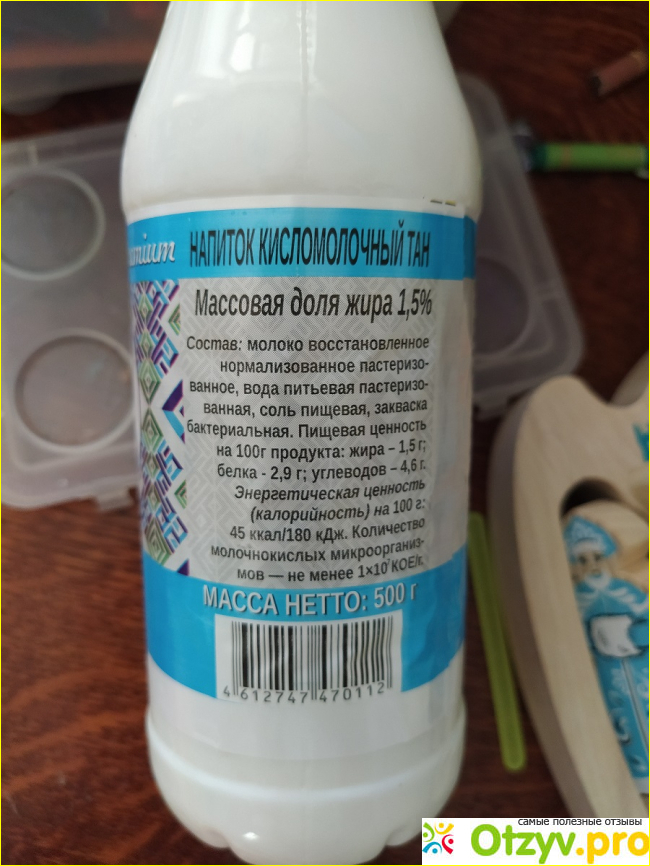 НАПИТОК КИСЛОМОЛОЧНЫЙ ТАН
Массовая доля жира 1,5%
Состав: молоко восстановленное
нормализованное пастеризо-
ванное, вода питьевая пастеризо-
ванная, соль пищевая, закваска
бактериальная. Пищевая ценность
на 100г продукта: жира – 1,5 г;
белка - 2,9 г; углеводов – 4,6 г.
Энергетическая ценность
(калорийность) на 100 г:
45 ккал/180 кДж. Количество
молочнокислых микроорганиз-
мов — не менее 1×10⁷ КОЕ/г.
МАССА НЕТТО: 500 г
4 612747 470112
самые полезные отзывы
Otzyv.pro